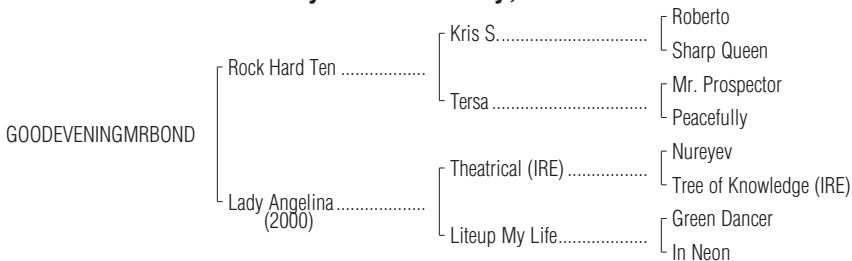 Roberto
Kris S.
Sharp Queen
Rock Hard Ten
Mr. Prospector
Tersa
Peacefully
GOODEVENINGMRBOND
Nureyev
Theatrical (IRE)
Tree of Knowledge (IRE)
Lady Angelina
(2000)
Green Dancer
Liteup My Life
In Neon